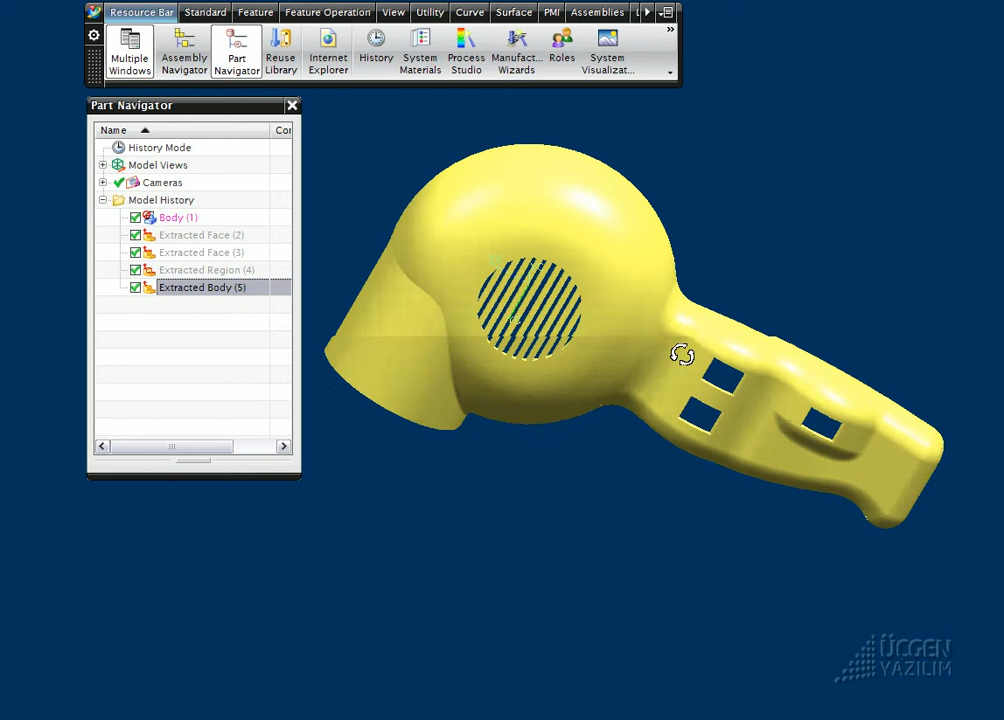 Resource Bar Standard Feature Feature Operation View Utility Curve Surface PMI Assemblies
Multiple Windows
Assembly Navigator
Part Navigator
Reuse Library
Internet Explorer
History
System Materials
Process Studio
Manufact... Wizards
Roles
System Visualizat...
Part Navigator
Name Cor
History Mode
Model Views
Cameras
Model History
Body (1)
Extracted Face (2)
Extracted Face (3)
Extracted Region (4)
Extracted Body (5)
ÜÇGEN
YAZILIM